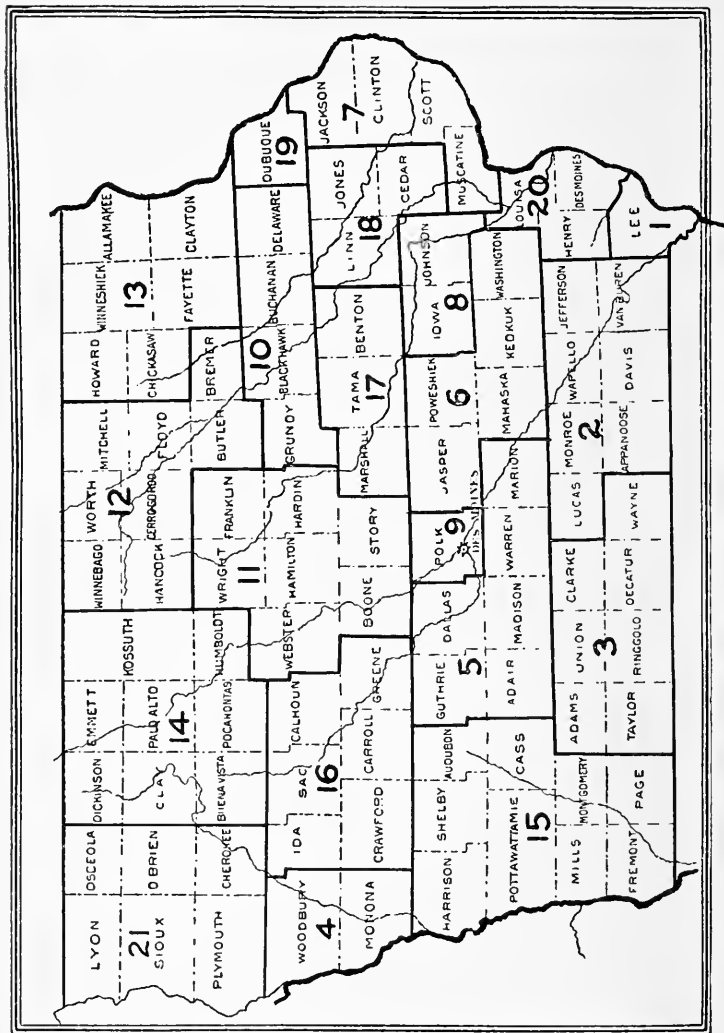 LYON
OSCEOLA
DICKINSON
EMMETT
WINNEBAGO
WORTH
MITCHELL
HOWARD
WINNESHIEK
ALLAMAKEE
KOSSUTH
12
13
21
SIOUX
OBRIEN
CLAY
PALO ALTO
14
HANCOCK
CERROGORDO
FLOYD
CHICKASAW
FAYETTE
CLAYTON
PLYMOUTH
CHEROKEE
BUENAVISTA
POCAHONTAS
HUMBOLDT
WRIGHT
FRANKLIN
BUTLER
BREMER
11
10
WOODBURY
IDA
SAC
CALHOUN
WEBSTER
HAMILTON
HARDIN
GRUNDY
BLACKHAWK
BUCHANAN
DELAWARE
DUBUQUE
19
4
16
17
18
MONONA
CRAWFORD
CARROLL
GREENE
BOONE
STORY
MARSHALL
TAMA
BENTON
LINN
JONES
JACKSON
7
CLINTON
HARRISON
SHELBY
AUDUBON
GUTHRIE
DALLAS
POLK
JASPER
POWESHIEK
IOWA
JOHNSON
CEDAR
SCOTT
5
9
DES MOINES
6
8
MUSCATINE
POTTAWATTAMIE
CASS
ADAIR
MADISON
WARREN
MARION
MAHASKA
KEOKUK
WASHINGTON
LOUISA
15
20
MILLS
MONTGOMERY
ADAMS
UNION
CLARKE
LUCAS
MONROE
WAPELLO
JEFFERSON
HENRY
DESMOINES
3
2
FREMONT
PAGE
TAYLOR
RINGGOLD
DECATUR
WAYNE
APPANOOSE
DAVIS
VAN BUREN
LEE
1